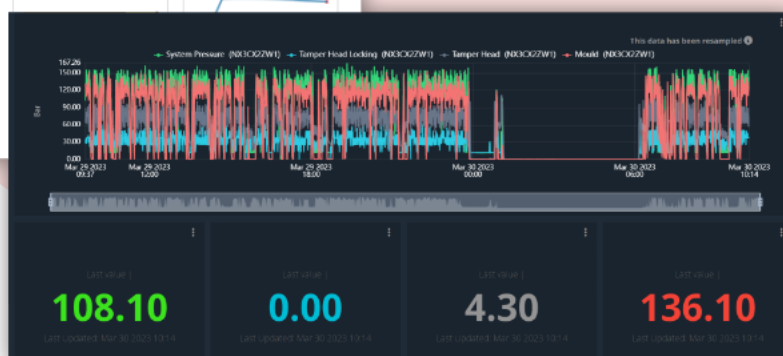 This data has been resampled
System Pressure (NX3OI2ZW1) Tamper Head Locking (NX3OI2ZW1) Tamper Head (NX3OI2ZW1) Mould (NX3OI2ZW1)
167.26
150.00
120.00
90.00
60.00
30.00
0.00
Bar
Mar 29 2023 Mar 29 2023 Mar 29 2023 Mar 30 2023 Mar 30 2023 Mar 30 2023
09:37 12:00 18:00 00:00 06:00 10:14
Last value | Last value | Last value | Last value |
108.10 0.00 4.30 136.10
Last updated: Mar 30 2023 10:14 Last updated: Mar 30 2023 10:14 Last updated: Mar 30 2023 10:14 Last updated: Mar 30 2023 10:14